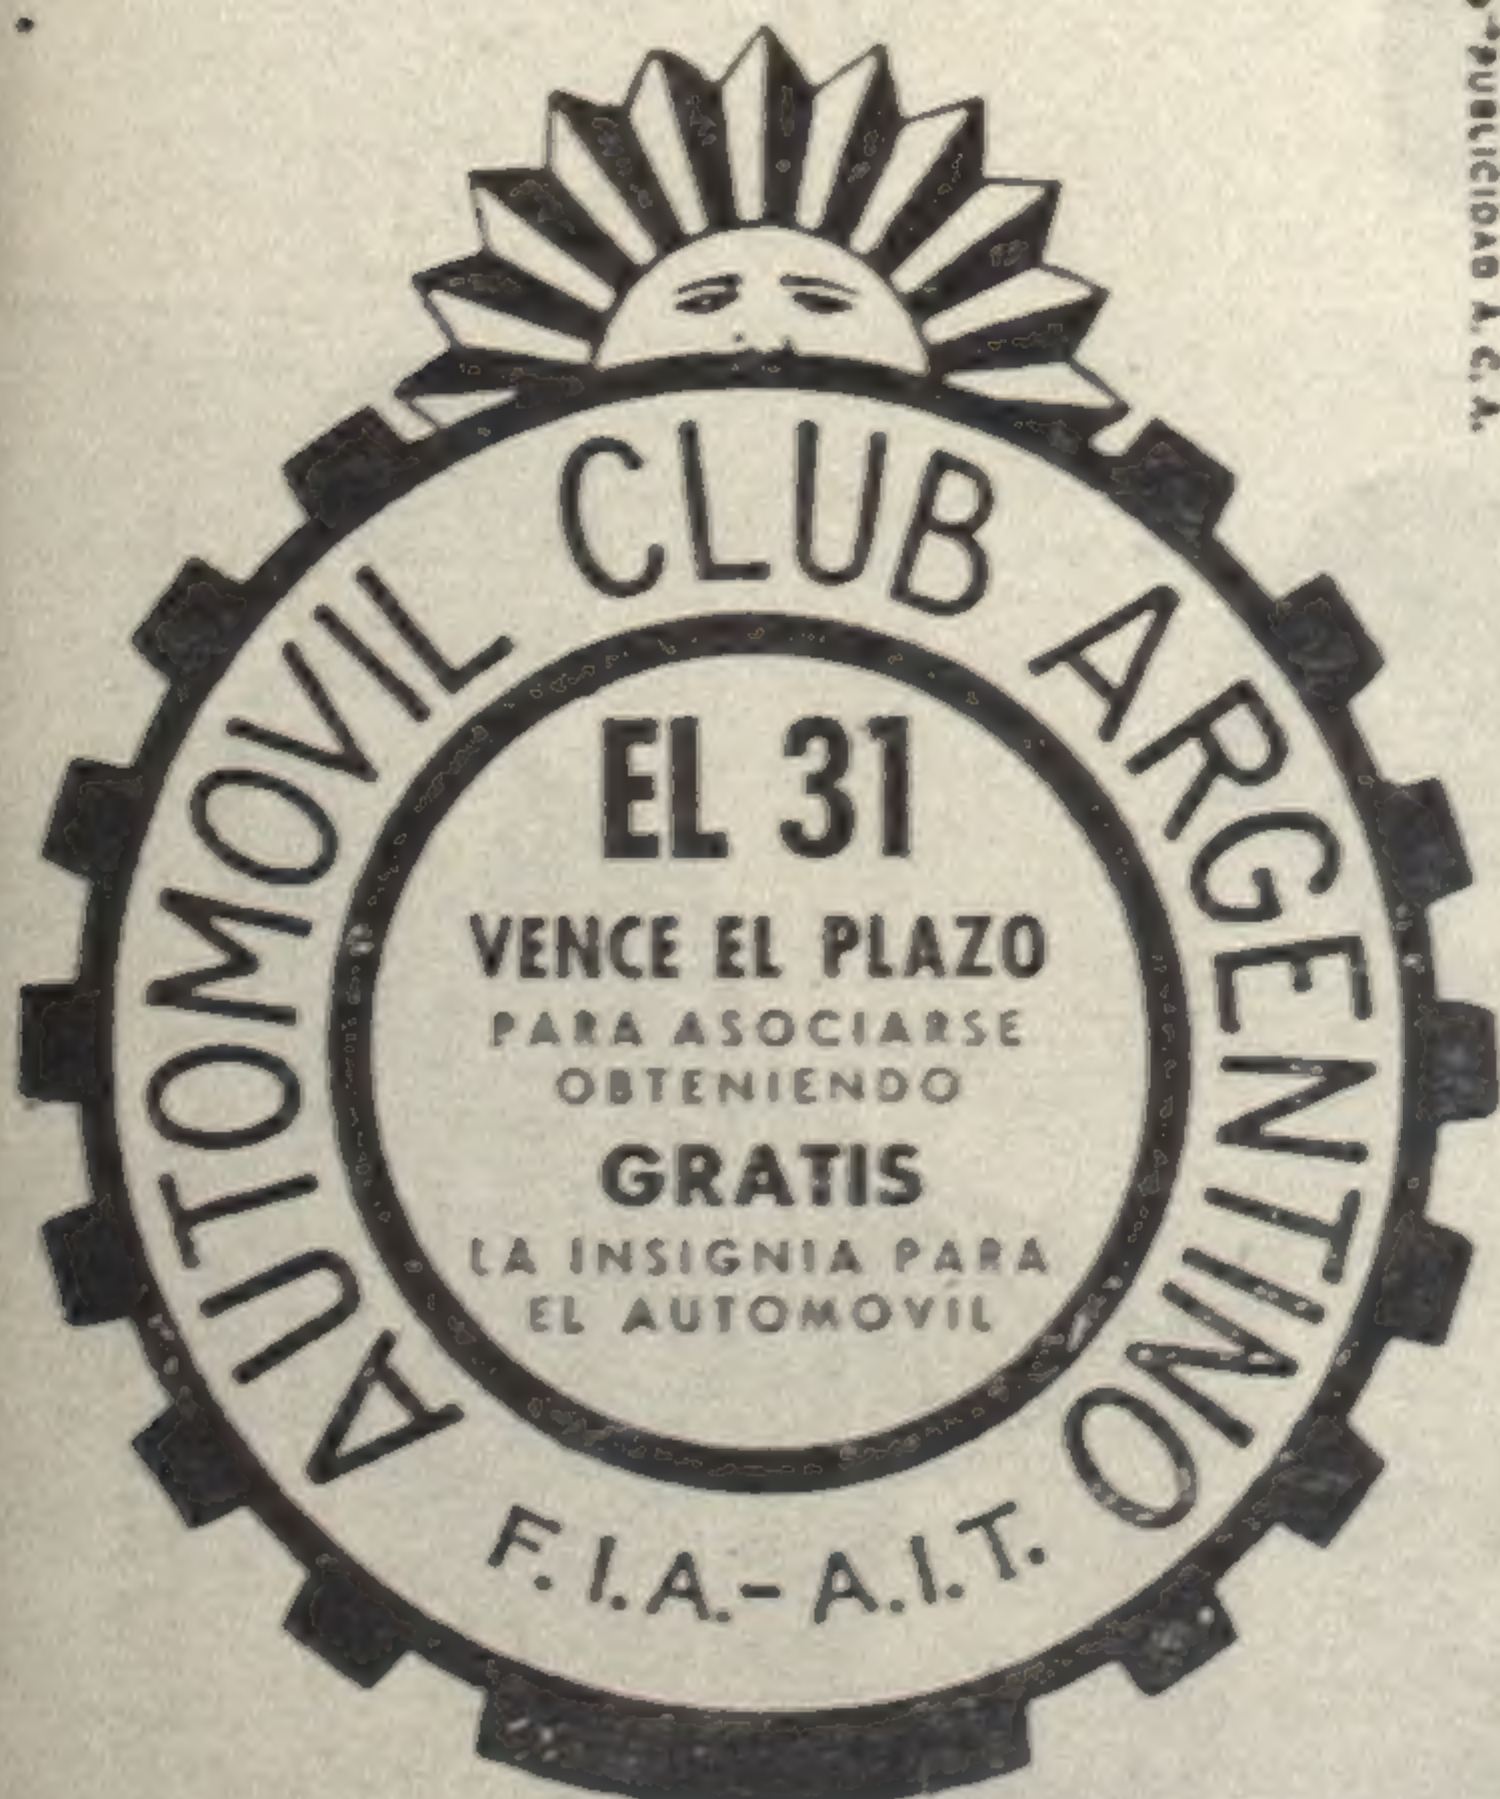 AUTOMOVIL CLUB ARGENTINO
EL 31
VENCE EL PLAZO
PARA ASOCIARSE
OBTENIENDO
GRATIS
LA INSIGNIA PARA
EL AUTOMOVIL
F.I.A.-A.I.T.
PUBLICIDAD A. C. A.